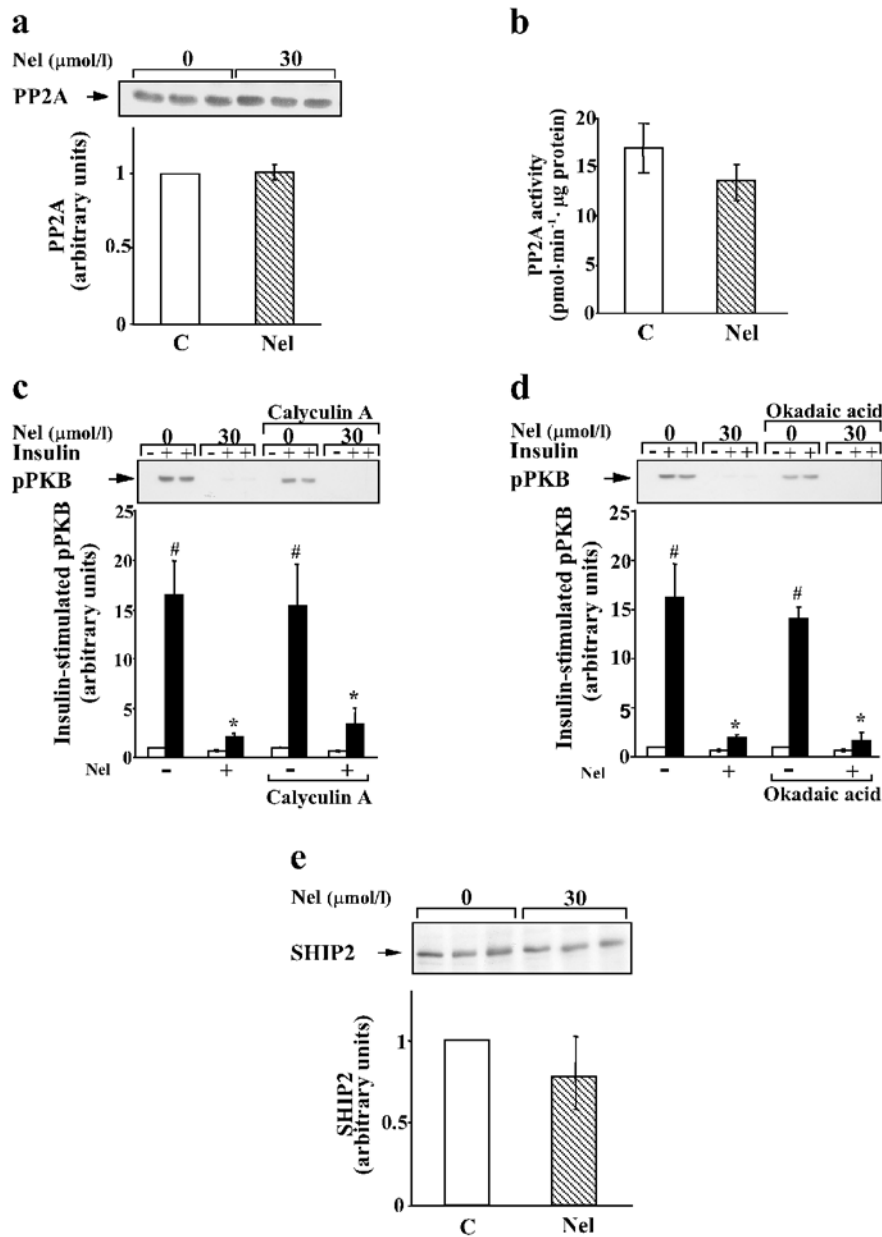 a
Nel (μmol/l) 0 30
PP2A
PP2A
(arbitrary units)
1
0.5
0
C Nel
b
PP2A activity
(pmol·min⁻¹· μg protein)
20
15
10
5
0
C Nel
c
Calyculin A
Nel (μmol/l) 0 30 0 30
Insulin - + + - + + - + + - + +
pPKB
Insulin-stimulated pPKB
(arbitrary units)
25
20
15
10
5
0
# * # *
Nel - + - +
Calyculin A
d
Okadaic acid
Nel (μmol/l) 0 30 0 30
Insulin - + + - + + - + + - + +
pPKB
Insulin-stimulated pPKB
(arbitrary units)
25
20
15
10
5
0
# * # *
Nel - + - +
Okadaic acid
e
Nel (μmol/l) 0 30
SHIP2
SHIP2
(arbitrary units)
1
0.5
0
C Nel